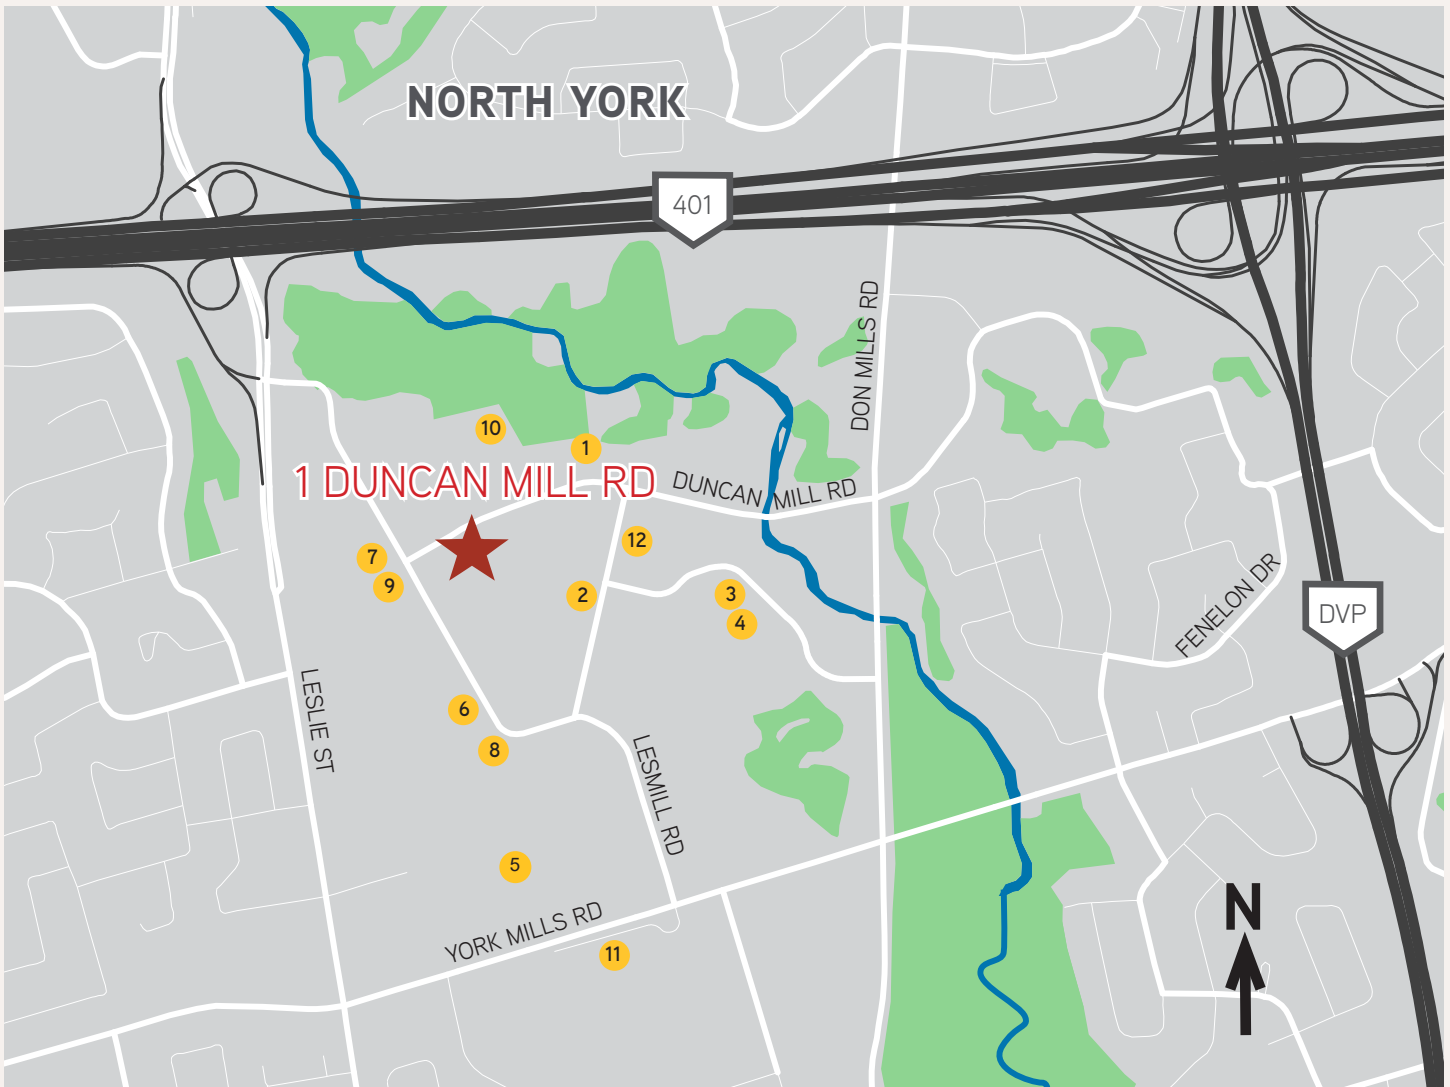 NORTH YORK
401
DON MILLS RD
10
1
1 DUNCAN MILL RD
DUNCAN MILL RD
12
7
9
2
3
4
FENELON DR
DVP
LESLIE ST
6
8
LESMILL RD
5
YORK MILLS RD
11
N